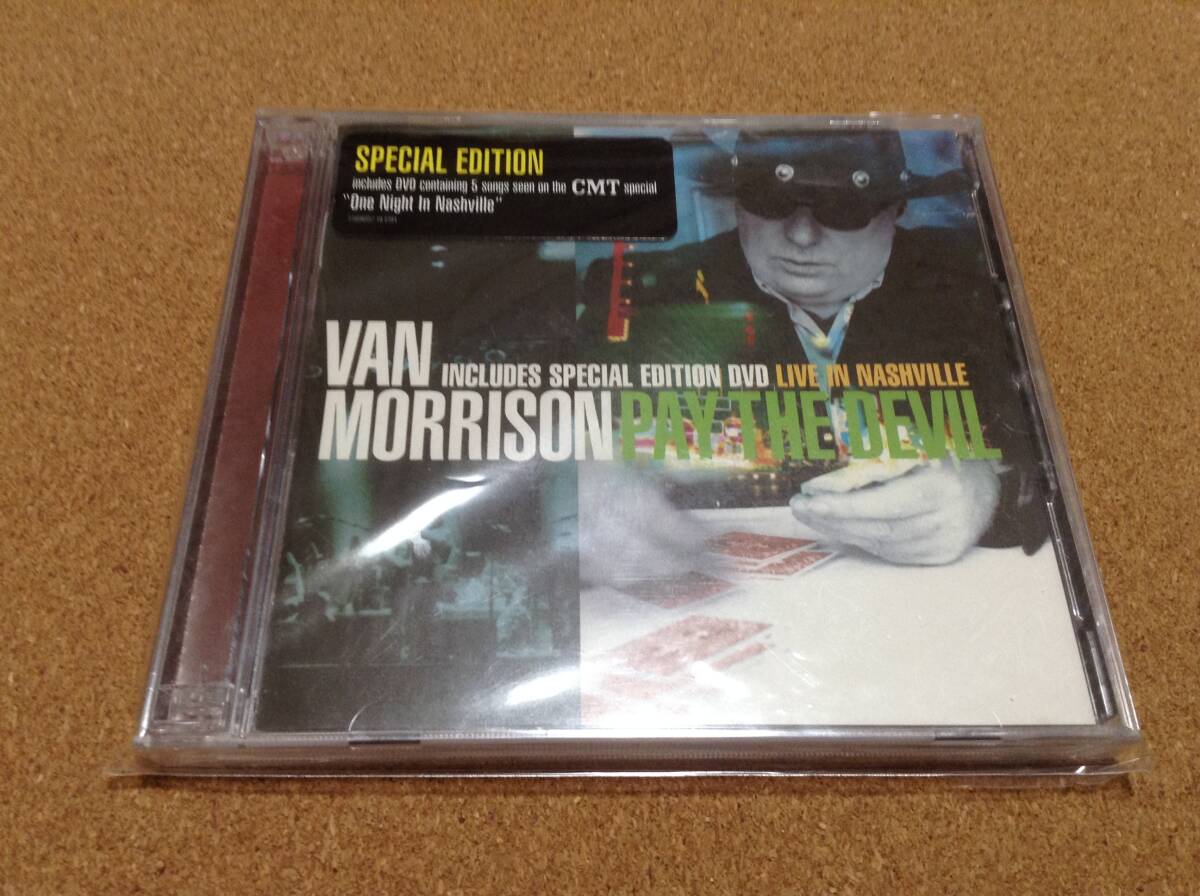 SPECIAL EDITION
includes DVD containing 5 songs seen on the CMT special
"One Night In Nashville"
VAN
INCLUDES SPECIAL EDITION DVD LIVE IN NASHVILLE
MORRISON PAY THE DEVIL